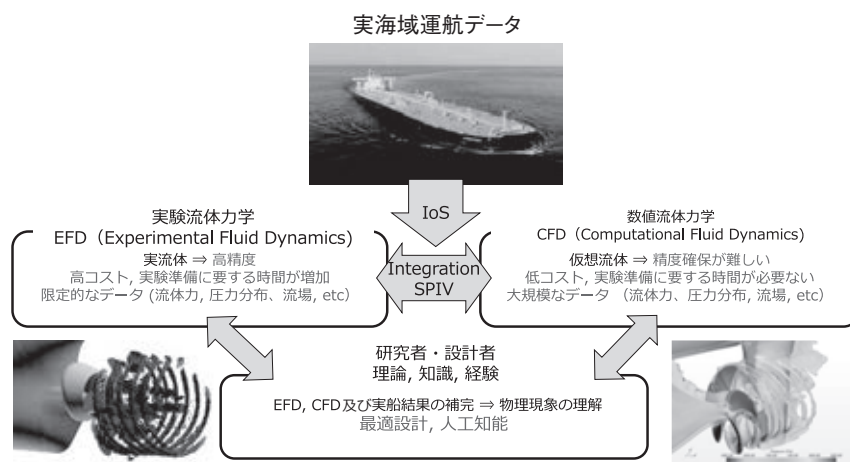 実海域運航データ
IoS
実験流体力学
EFD（Experimental Fluid Dynamics)
実流体 ⇒ 高精度
高コスト, 実験準備に要する時間が増加
限定的なデータ (流体力, 圧力分布、流場, etc)
Integration
SPIV
数値流体力学
CFD（Computational Fluid Dynamics)
仮想流体 ⇒ 精度確保が難しい
低コスト, 実験準備に要する時間が必要ない
大規模なデータ （流体力、圧力分布, 流場, etc）
研究者・設計者
理論, 知識, 経験
EFD, CFD及び実船結果の補完 ⇒ 物理現象の理解
最適設計, 人工知能